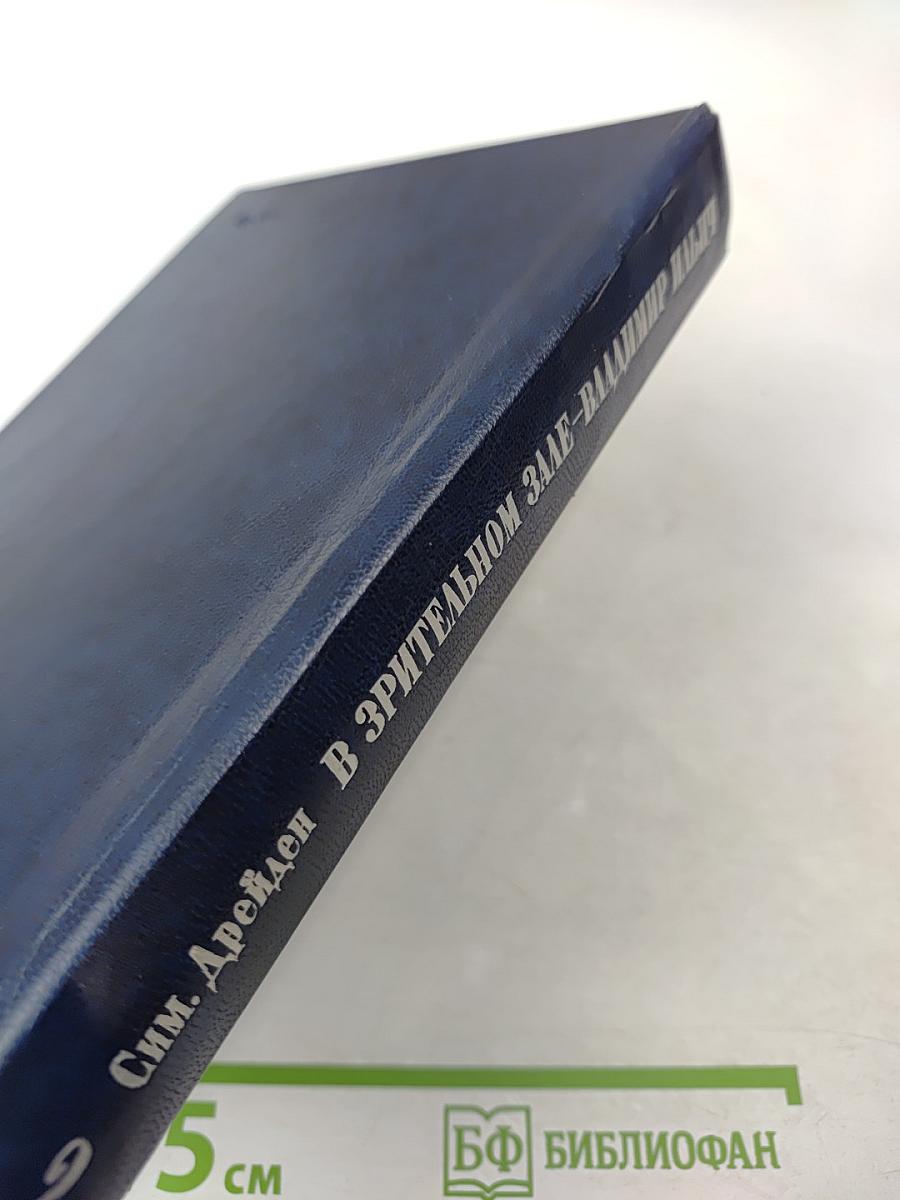 Сим. Дрейден В ЗРИТЕЛЬНОМ ЗАЛЕ-ВЛАДИМИР ИЛЬИЧ
5 см
БФ БИБЛИОФАН